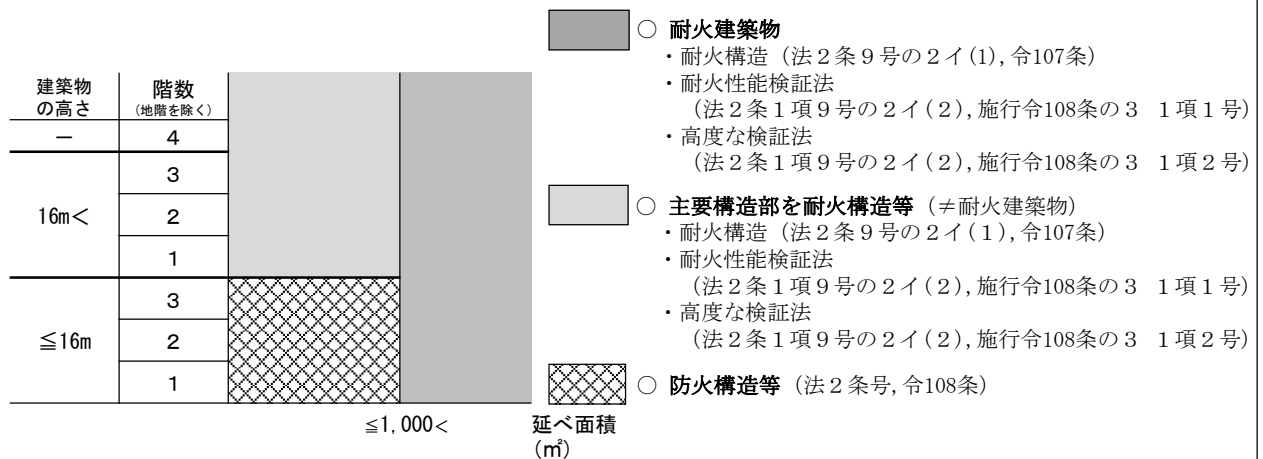 建築物
の高さ
階数
(地階を除く)
－
4
16m＜
3
2
1
≦16m
3
2
1
≦1,000＜
延べ面積
(㎡)
○ 耐火建築物
・耐火構造（法２条９号の２イ(1), 令107条）
・耐火性能検証法
（法２条１項９号の２イ(２), 施行令108条の３ １項１号）
・高度な検証法
（法２条１項９号の２イ(２), 施行令108条の３ １項２号）
○ 主要構造部を耐火構造等（≠耐火建築物）
・耐火構造（法２条９号の２イ(１), 令107条）
・耐火性能検証法
（法２条１項９号の２イ(２), 施行令108条の３ １項１号）
・高度な検証法
（法２条１項９号の２イ(２), 施行令108条の３ １項２号）
○ 防火構造等（法２条号, 令108条）